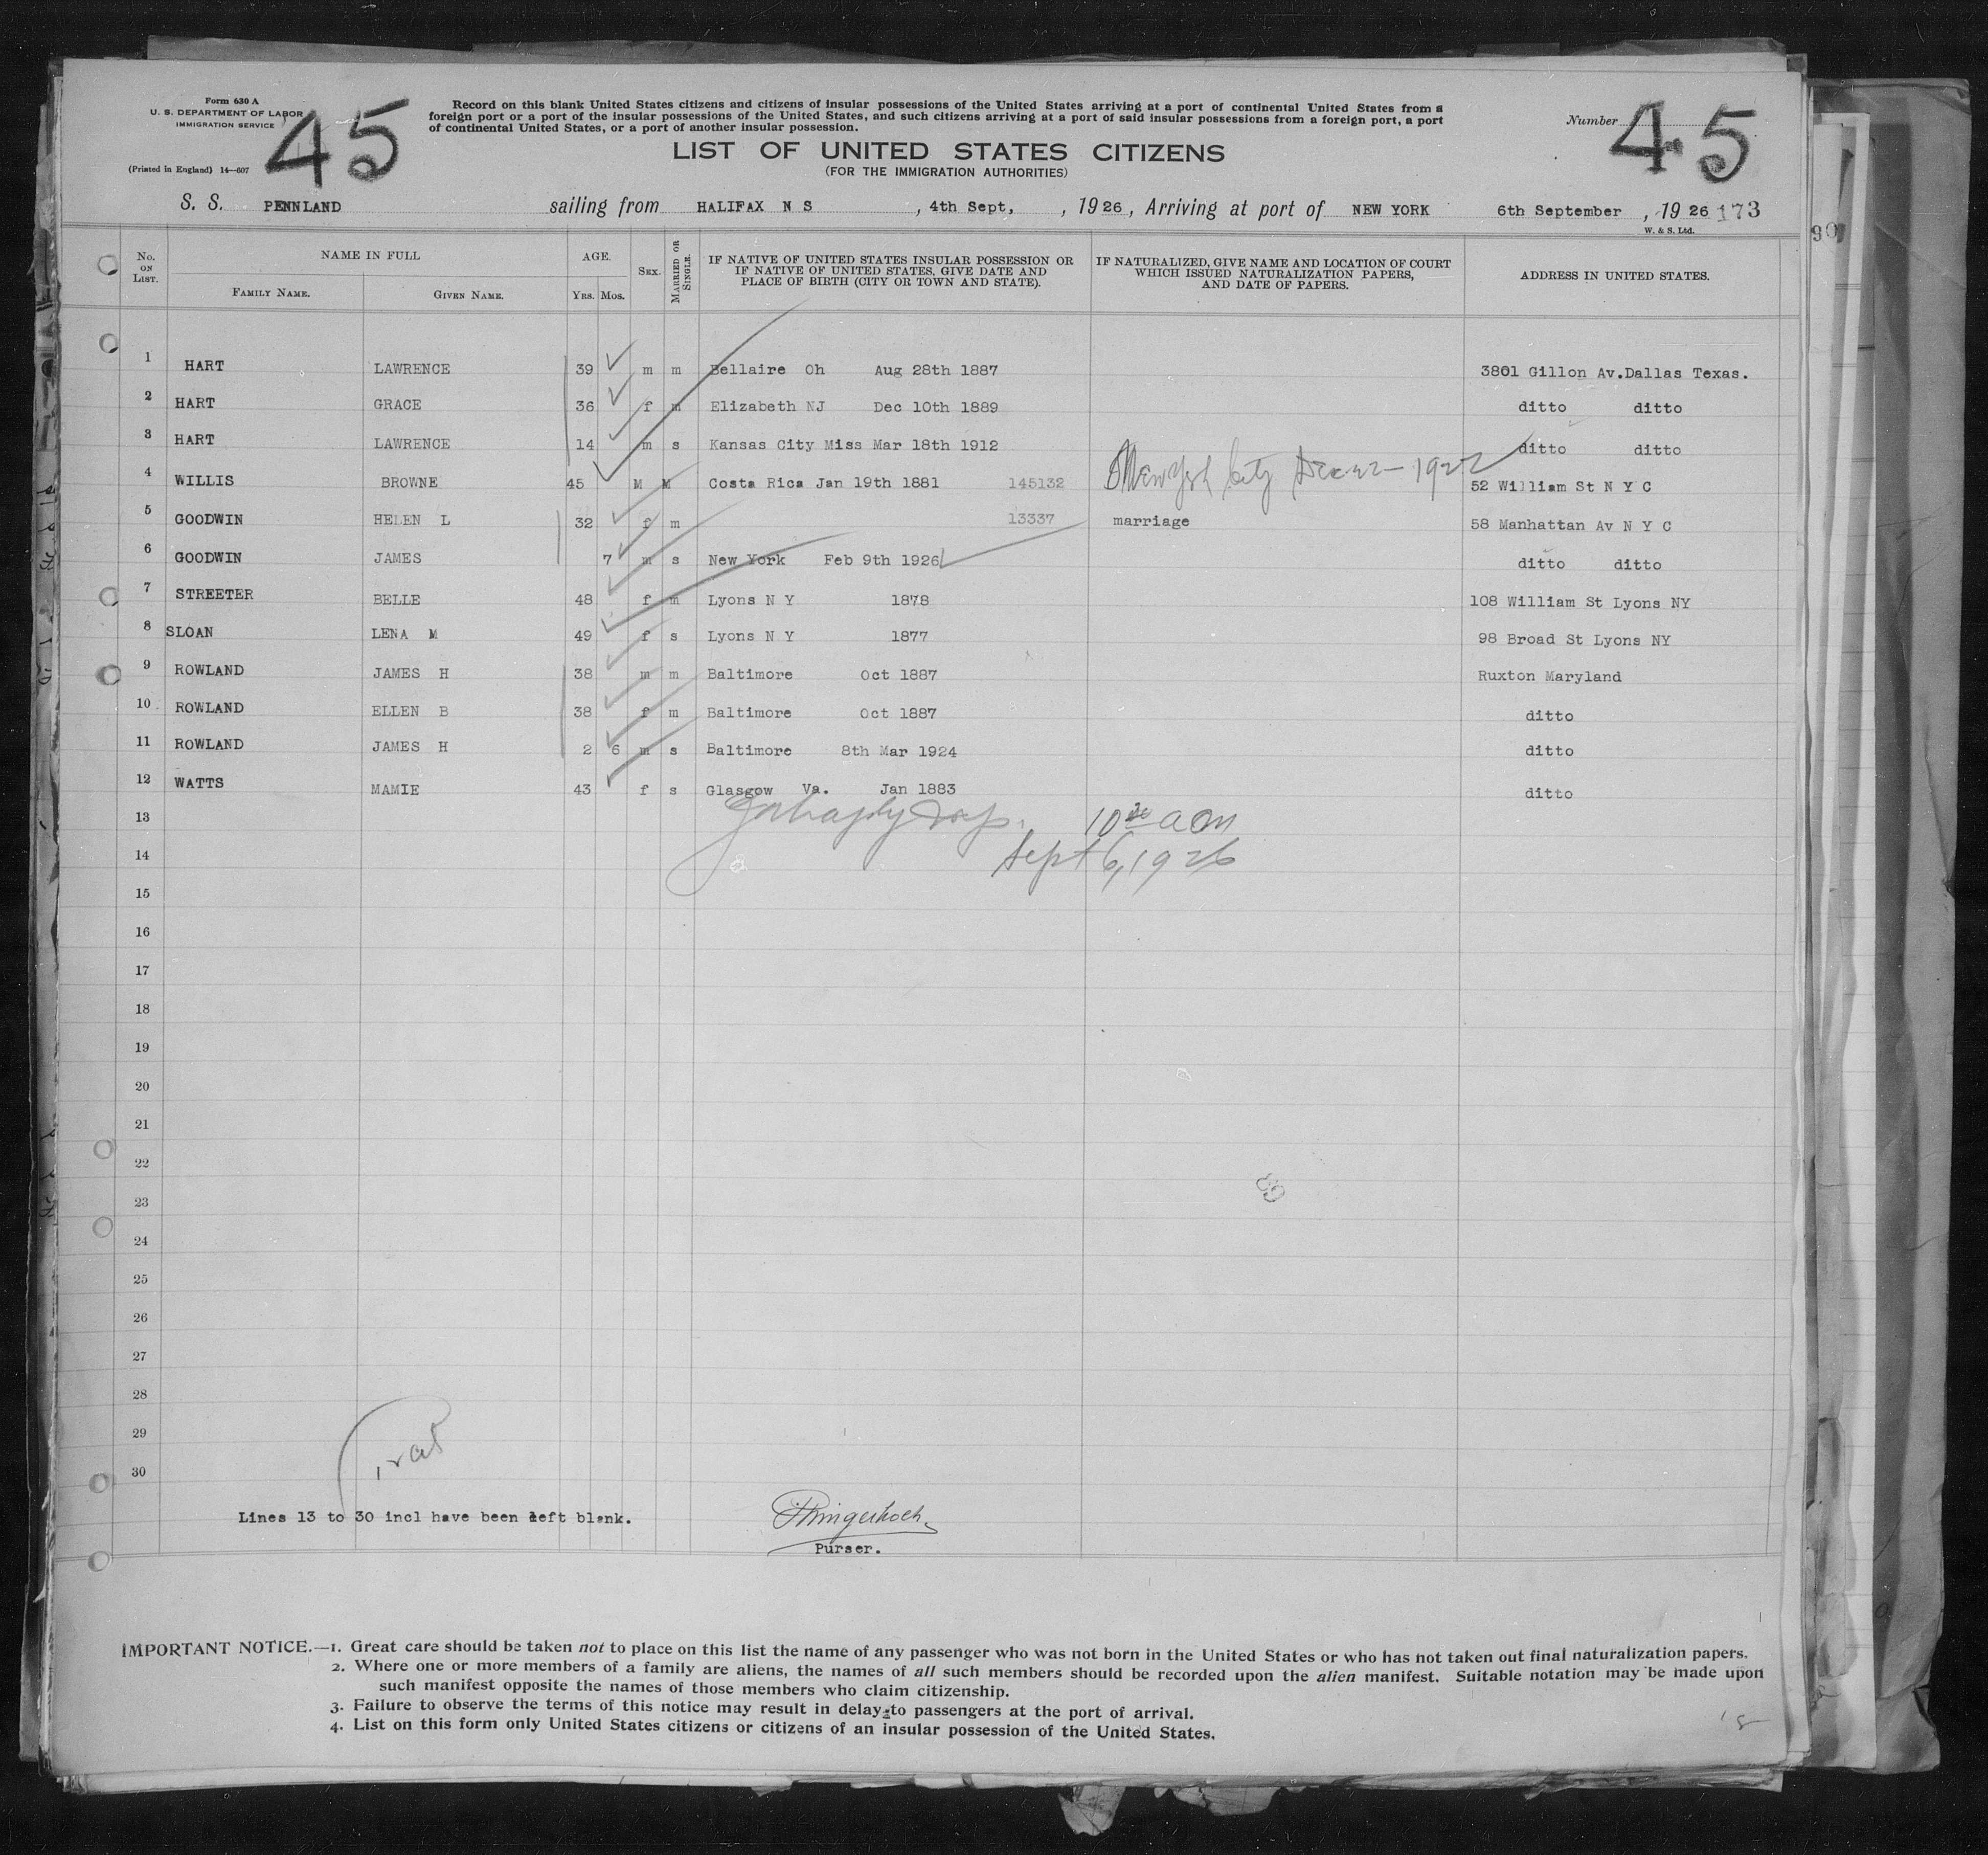 Form 630 A
U. S. DEPARTMENT OF LABOR
IMMIGRATION SERVICE
(Printed in England) 14—607
45
Record on this blank United States citizens and citizens of insular possessions of the United States arriving at a port of continental United States from a
foreign port or a port of the insular possessions of the United States, and such citizens arriving at a port of said insular possessions from a foreign port, a port
of continental United States, or a port of another insular possession.
Number 45
LIST OF UNITED STATES CITIZENS
(FOR THE IMMIGRATION AUTHORITIES)
S. S. PENNLAND sailing from HALIFAX N S , 4th Sept, , 1926, Arriving at port of NEW YORK 6th September , 1926 173
W. & S. Ltd.
No. ON LIST. NAME IN FULL FAMILY NAME. GIVEN NAME. AGE. YRS. MOS. SEX. MARRIED OR SINGLE. IF NATIVE OF UNITED STATES INSULAR POSSESSION OR IF NATIVE OF UNITED STATES, GIVE DATE AND PLACE OF BIRTH (CITY OR TOWN AND STATE). IF NATURALIZED, GIVE NAME AND LOCATION OF COURT WHICH ISSUED NATURALIZATION PAPERS, AND DATE OF PAPERS. ADDRESS IN UNITED STATES.
1 HART LAWRENCE 39 m m Bellaire Oh Aug 28th 1887 3801 Gillon Av.Dallas Texas.
2 HART GRACE 36 f m Elizabeth NJ Dec 10th 1889 ditto ditto
3 HART LAWRENCE 14 m s Kansas City Miss Mar 18th 1912 ditto ditto
4 WILLIS BROWNE 45 M M Costa Rica Jan 19th 1881 145132 New York City Dec 22 - 1922 52 William St N Y C
5 GOODWIN HELEN L 32 f m 13337 marriage 58 Manhattan Av N Y C
6 GOODWIN JAMES 7 m s New York Feb 9th 1926 ditto ditto
7 STREETER BELLE 48 f m Lyons N Y 1878 108 William St Lyons NY
8 SLOAN LENA M 49 f s Lyons N Y 1877 98 Broad St Lyons NY
9 ROWLAND JAMES H 38 m m Baltimore Oct 1887 Ruxton Maryland
10 ROWLAND ELLEN B 38 f m Baltimore Oct 1887 ditto
11 ROWLAND JAMES H 2 6 m s Baltimore 8th Mar 1924 ditto
12 WATTS MAMIE 43 f s Glasgow Va. Jan 1883 ditto
13 10 30 am
14 Sept 6, 1926
15
16
17
18
19
20
21
22
23
24
25
26
27
28
29
30
Lines 13 to 30 incl have been left blank.
Purser.
IMPORTANT NOTICE.—1. Great care should be taken not to place on this list the name of any passenger who was not born in the United States or who has not taken out final naturalization papers.
2. Where one or more members of a family are aliens, the names of all such members should be recorded upon the alien manifest. Suitable notation may be made upon
such manifest opposite the names of those members who claim citizenship.
3. Failure to observe the terms of this notice may result in delay to passengers at the port of arrival.
4. List on this form only United States citizens or citizens of an insular possession of the United States.